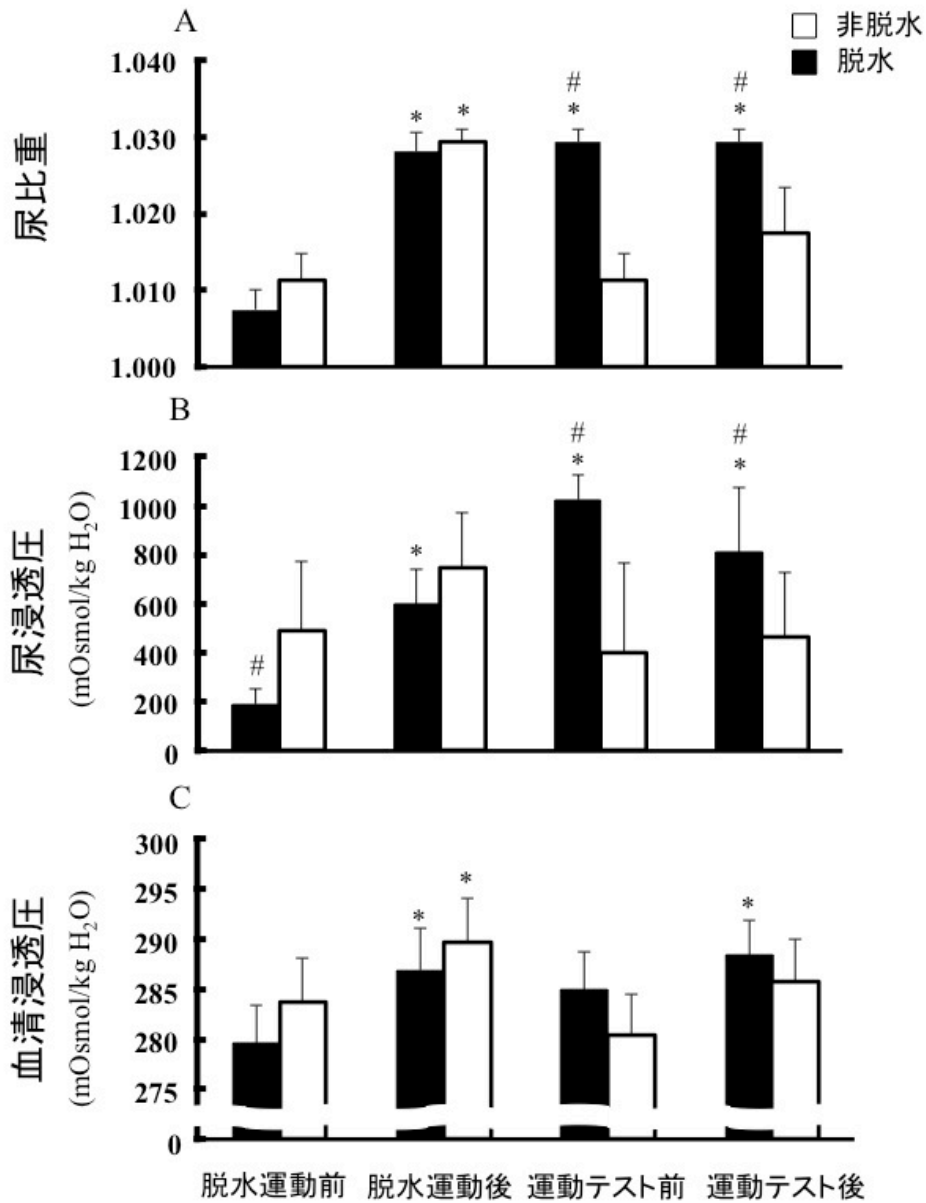 A
非脱水
脱水
尿比重
1.040
1.030
1.020
1.010
1.000
* * # * # *
B
尿浸透圧
(mOsmol/kg H₂O)
1200
1000
800
600
400
200
0
# * # * # *
C
血清浸透圧
(mOsmol/kg H₂O)
300
295
290
285
280
275
0
* * *
脱水運動前 脱水運動後 運動テスト前 運動テスト後